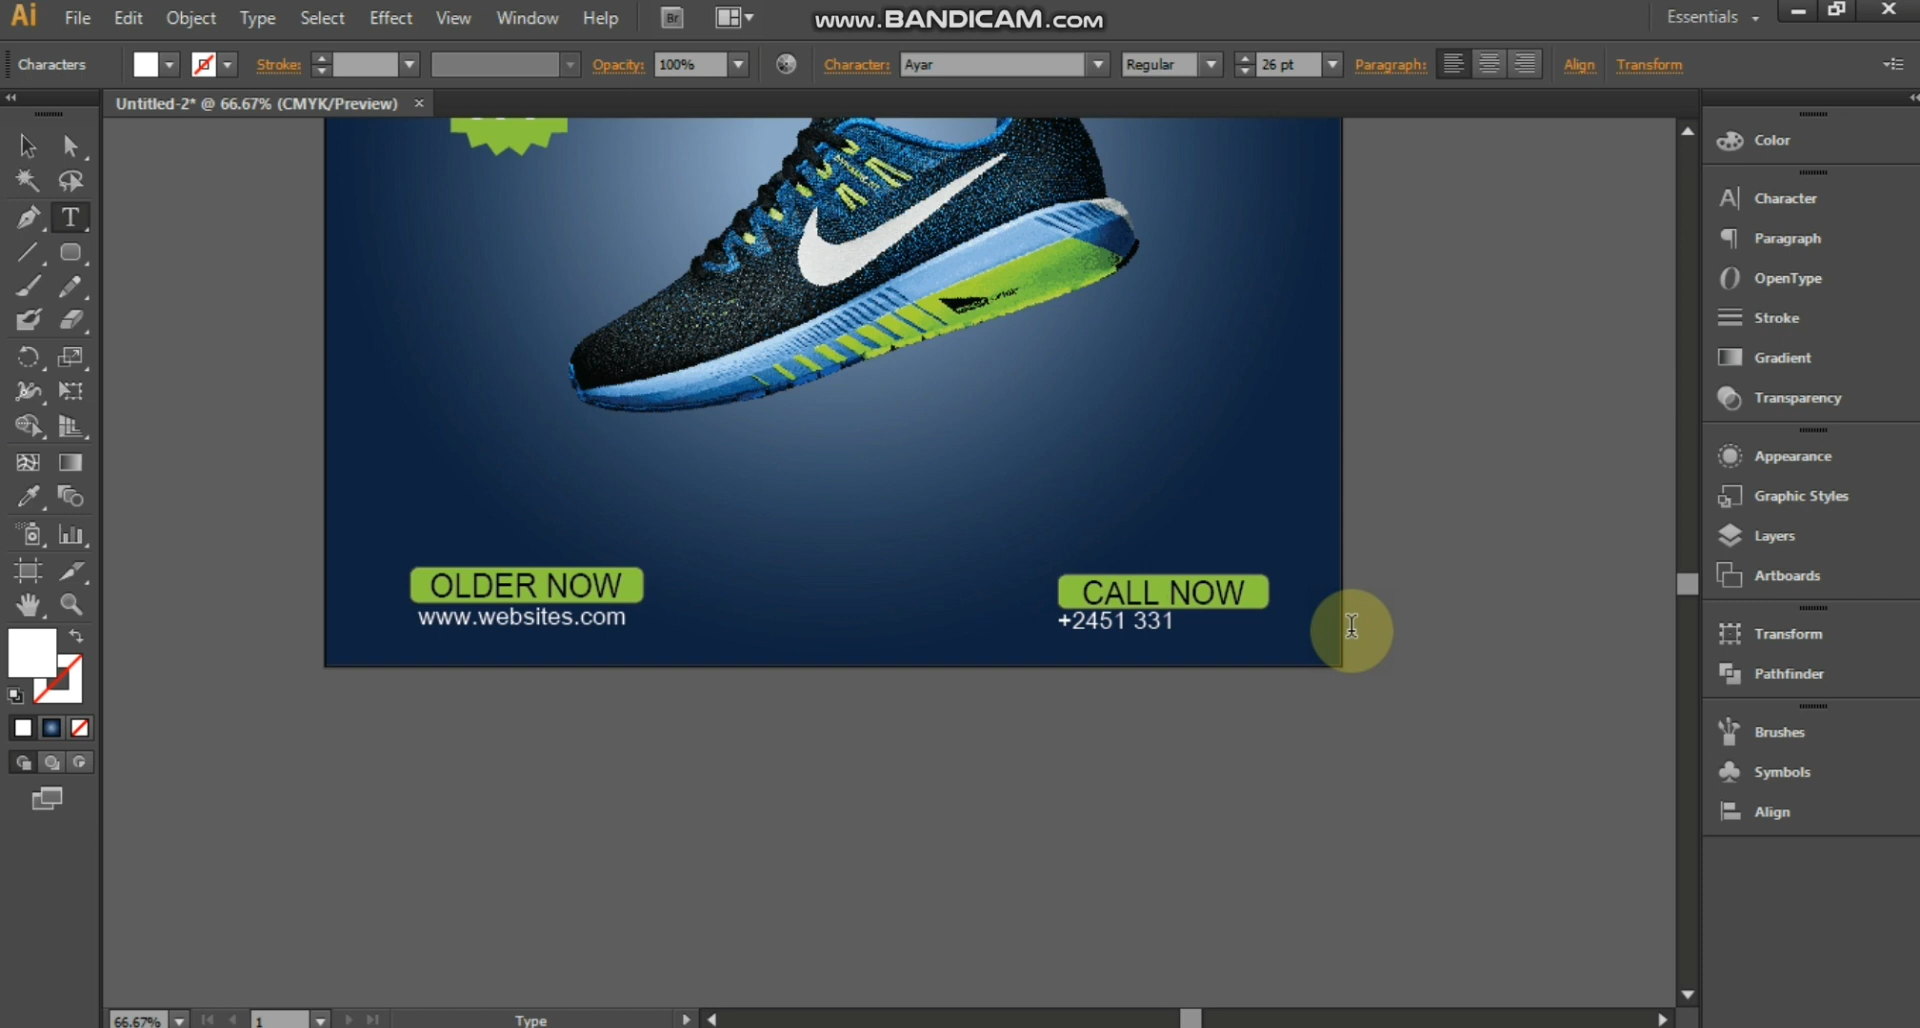 Ai File Edit Object Type Select Effect View Window Help Br www.BANDICAM.com Essentials
Characters Stroke: Opacity: 100% Character: Ayar Regular 26 pt Paragraph: Align Transform
Untitled-2* @ 66.67% (CMYK/Preview) ×
Color
Character
Paragraph
OpenType
Stroke
Gradient
Transparency
Appearance
Graphic Styles
Layers
Artboards
Transform
Pathfinder
Brushes
Symbols
Align
OLDER NOW
www.websites.com
CALL NOW
+2451 331
66.67% 1 Type